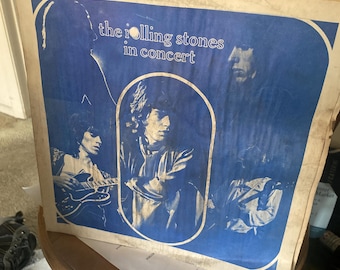 the rolling stones
in concert